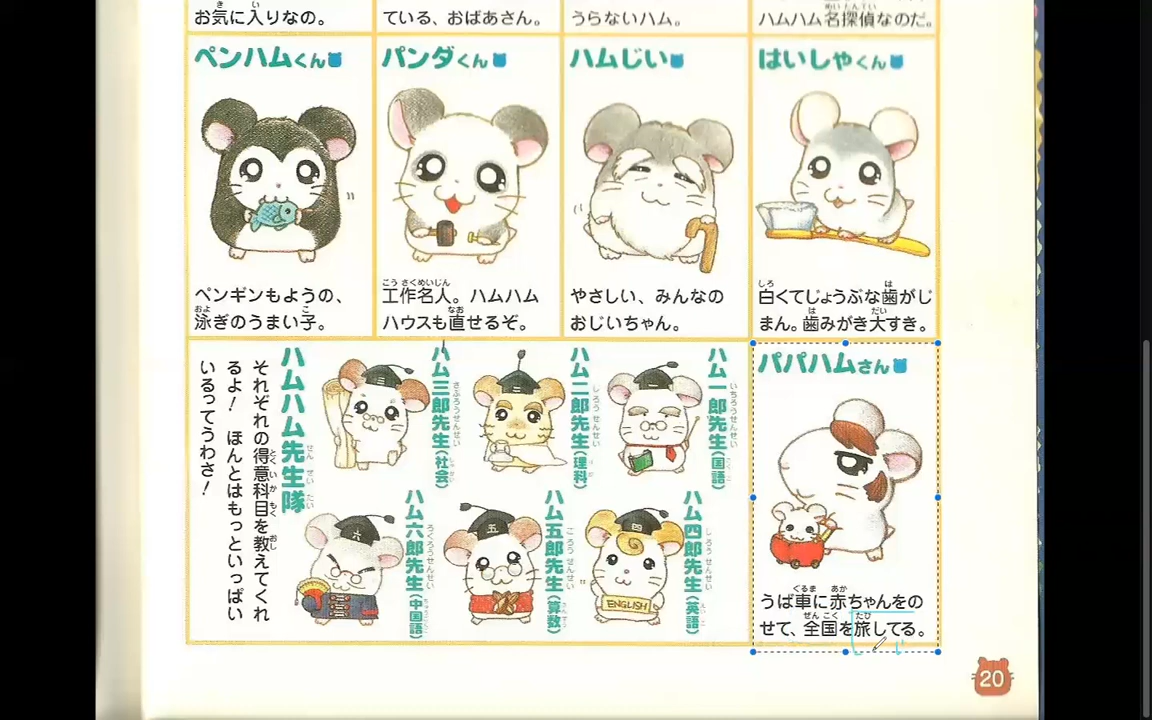 お気に入りなの。
ている、おばあさん。
うらないハム。
ハムハム名探偵なのだ。
ペンハムくん
ペンギンもようの、
泳ぎのうまい子。
パンダくん
工作名人。ハムハム
ハウスも直せるぞ。
ハムじい
やさしい、みんなの
おじいちゃん。
はいしゃくん
白くてじょうぶな歯がじ
まん。歯みがき大すき。
パパハムさん
うば車に赤ちゃんをの
せて、全国を旅してる。
ハム一郎先生(国語)
ハム二郎先生(理科)
ハム三郎先生(社会)
ハム四郎先生(英語)
ENGLISH
ハム五郎先生(算数)
五
ハム六郎先生(中国語)
六
四
ハムハム先生隊
それぞれの得意科目を教えてくれ
るよ! ほんとはもっといっぱい
いるってうわさ!
20